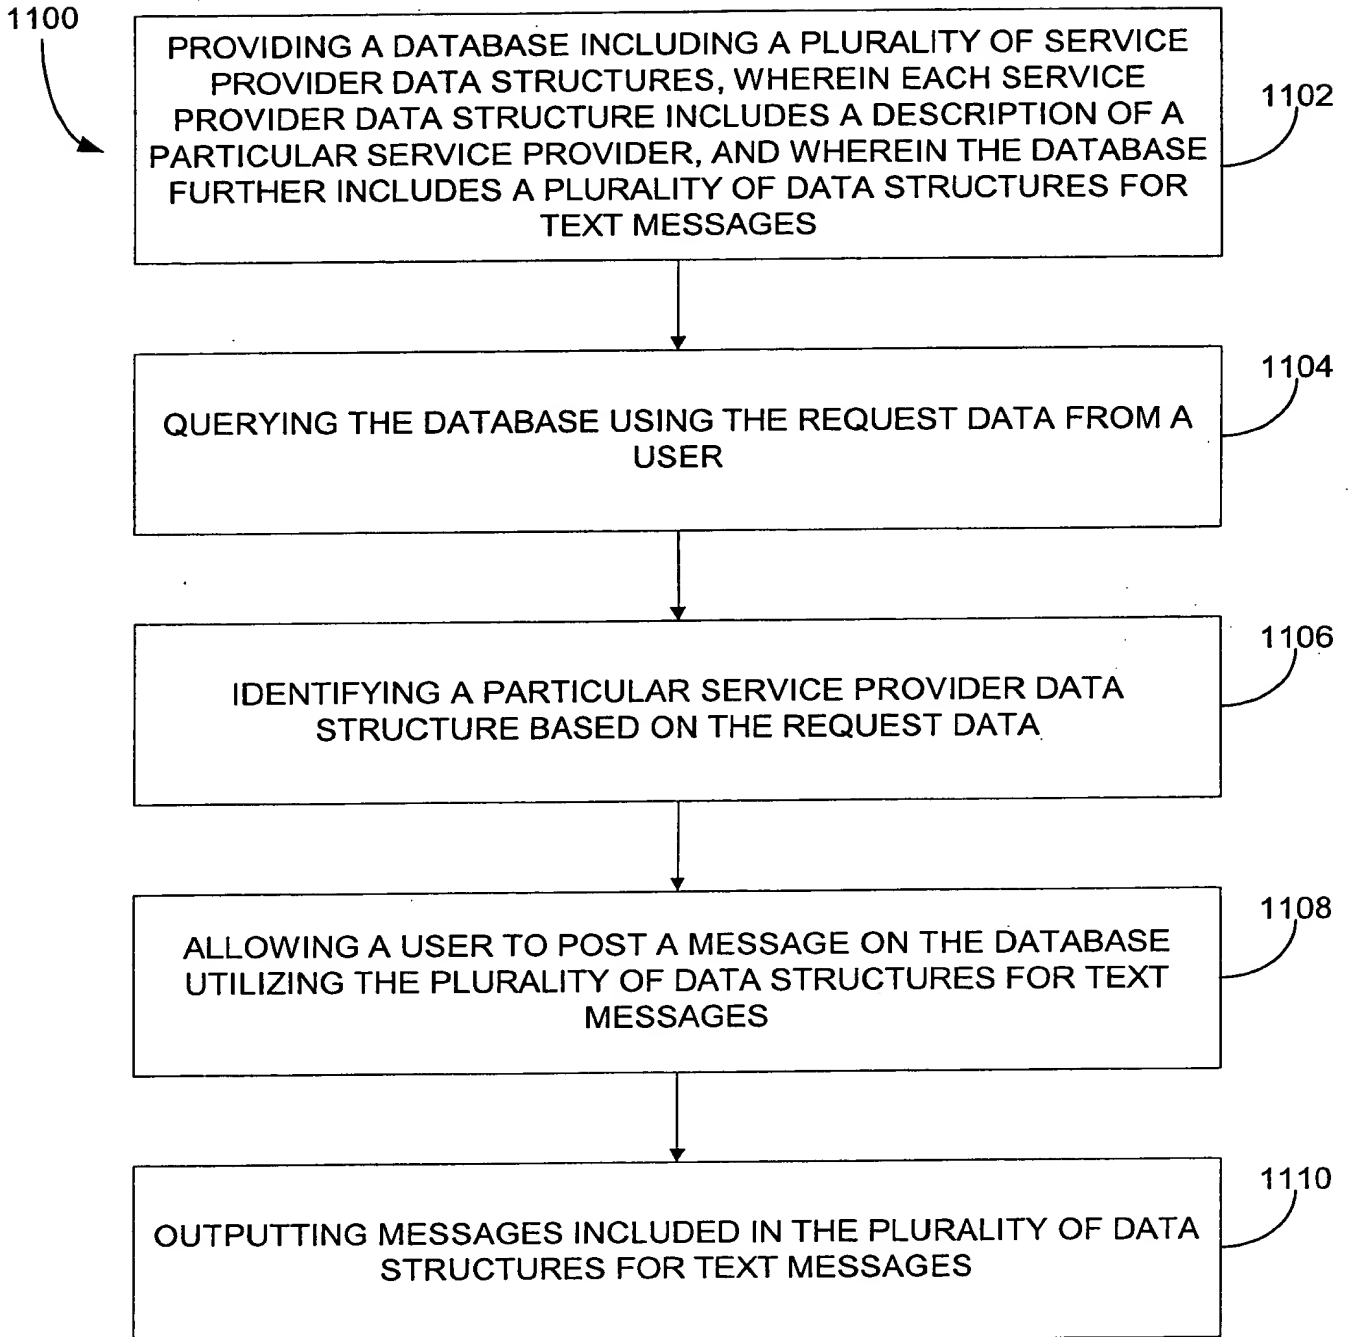 1100
PROVIDING A DATABASE INCLUDING A PLURALITY OF SERVICE
PROVIDER DATA STRUCTURES, WHEREIN EACH SERVICE
PROVIDER DATA STRUCTURE INCLUDES A DESCRIPTION OF A
PARTICULAR SERVICE PROVIDER, AND WHEREIN THE DATABASE
FURTHER INCLUDES A PLURALITY OF DATA STRUCTURES FOR
TEXT MESSAGES
1102
QUERYING THE DATABASE USING THE REQUEST DATA FROM A
USER
1104
IDENTIFYING A PARTICULAR SERVICE PROVIDER DATA
STRUCTURE BASED ON THE REQUEST DATA
1106
ALLOWING A USER TO POST A MESSAGE ON THE DATABASE
UTILIZING THE PLURALITY OF DATA STRUCTURES FOR TEXT
MESSAGES
1108
OUTPUTTING MESSAGES INCLUDED IN THE PLURALITY OF DATA
STRUCTURES FOR TEXT MESSAGES
1110